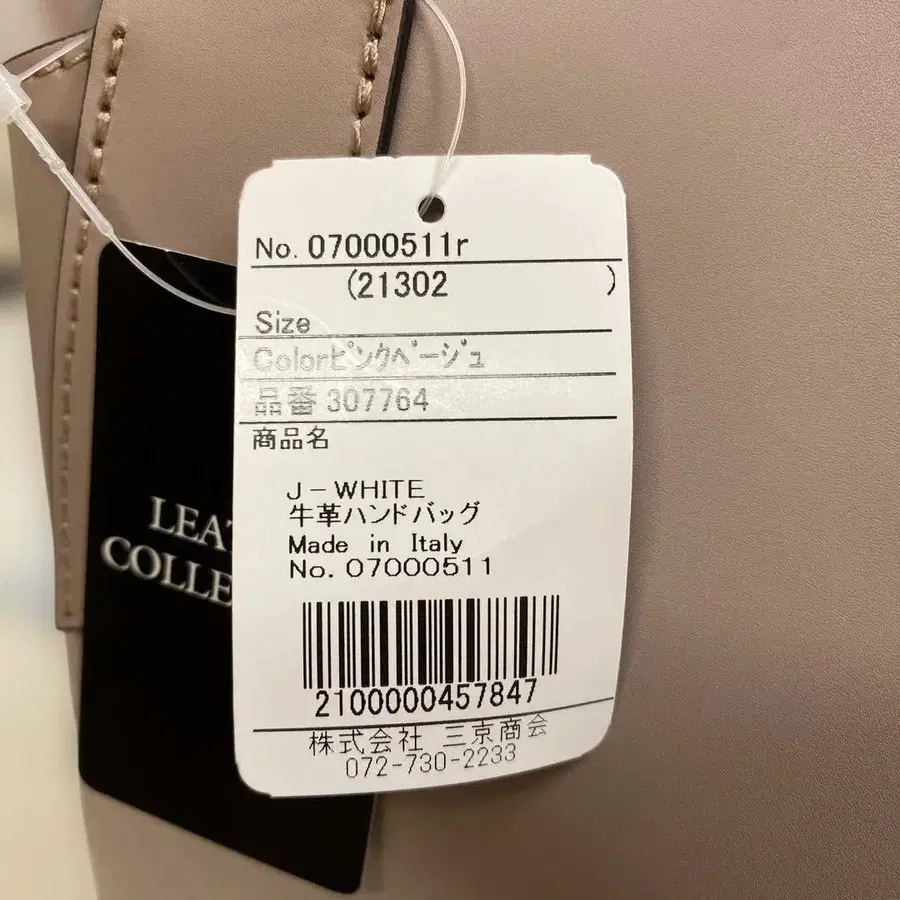 No. 07000511r
(21302 )
Size
Colorピンクベージュ
品番 307764
商品名
J-WHITE
牛革ハンドバッグ
Made in Italy
No. 07000511
2100000457847
株式会社 三京商会
072-730-2233